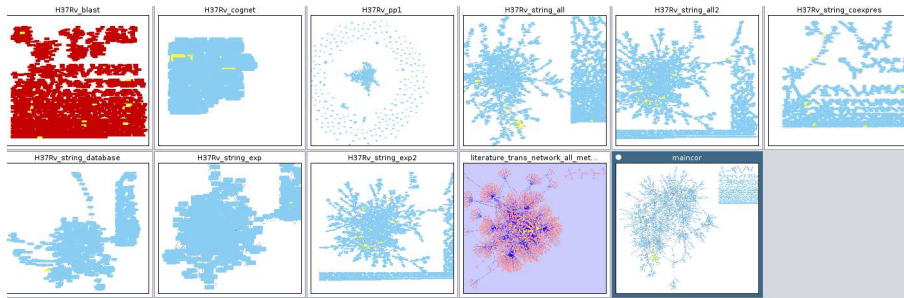 H37Rv_blast
H37Rv_cognet
H37Rv_pp1
H37Rv_string_all
H37Rv_string_all2
H37Rv_string_coexpres
H37Rv_string_database
H37Rv_string_exp
H37Rv_string_exp2
literature_trans_network_all_met...
maincor